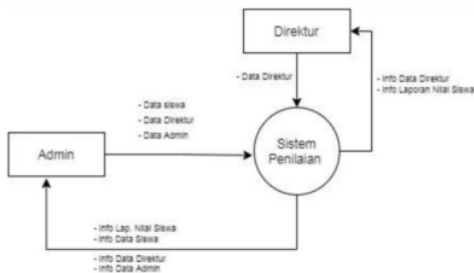 Direktur
- Data Direktur
- Info Data Direktur
- Info Laporan Nilai Siswa
- Data siswa
- Data Direktur
- Data Admin
Admin
Sistem
Penilaian
- Info Lap. Nilai Siswa
- Info Data Siswa
- Info Data Direktur
- Info Data Admin